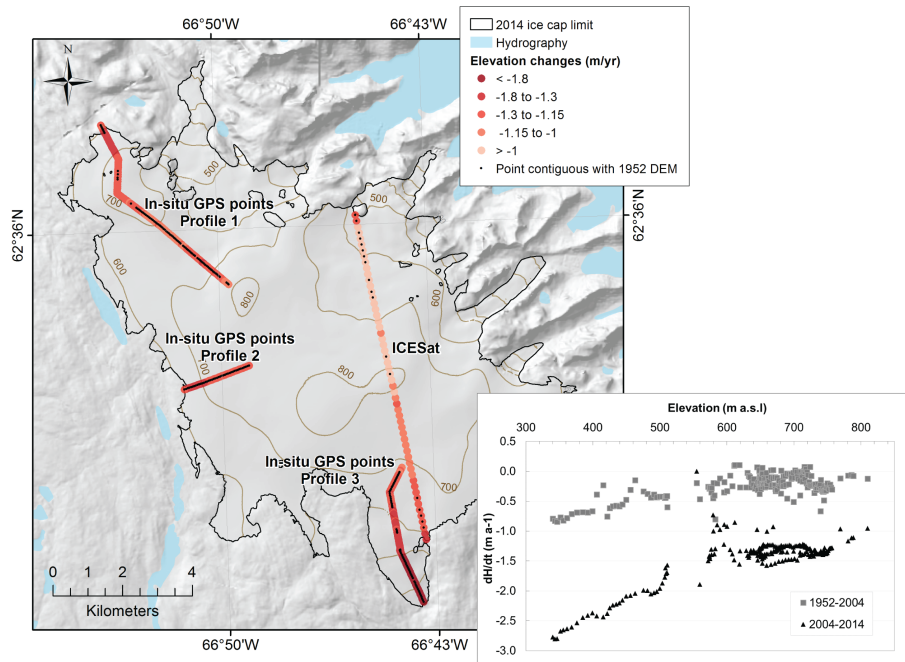 66°50'W
66°43'W
2014 ice cap limit
Hydrography
Elevation changes (m/yr)
< -1.8
-1.8 to -1.3
-1.3 to -1.15
-1.15 to -1
> -1
Point contiguous with 1952 DEM
N
500
700
In-situ GPS points
Profile 1
500
62°36'N
62°36'N
600
800
600
ICESat
In-situ GPS points
Profile 2
700
800
In-situ GPS points
Profile 3
700
0 1 2 4
Kilometers
66°50'W
66°43'W
Elevation (m a.s.l)
300 400 500 600 700 800
0.5
0.0
-0.5
-1.0
-1.5
-2.0
-2.5
-3.0
dH/dt (m a-1)
1952-2004
2004-2014